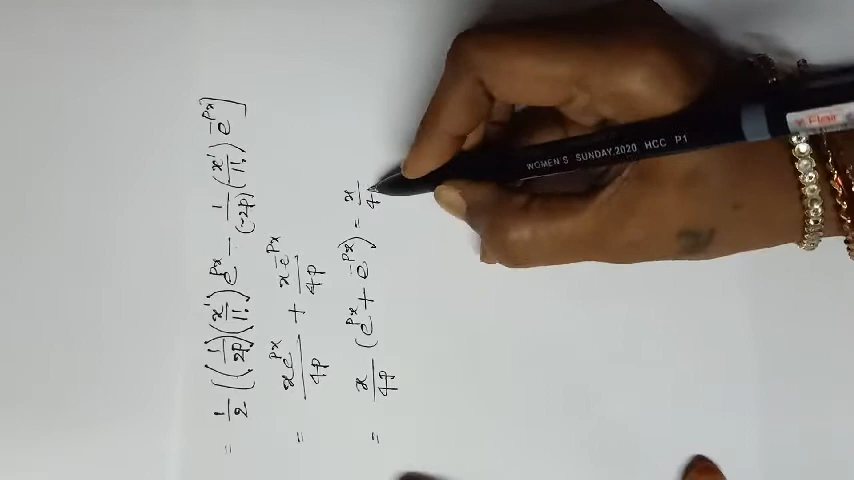 = 1/2 [(1/2p)(x¹/1!) e^px − 1/(−2p) (x¹/1!) e^−px]
= xe^px/4p + xe^−px/4p
= x/4p (e^px + e^−px) = x/4
WOMEN'S SUNDAY.2020 HCC P1